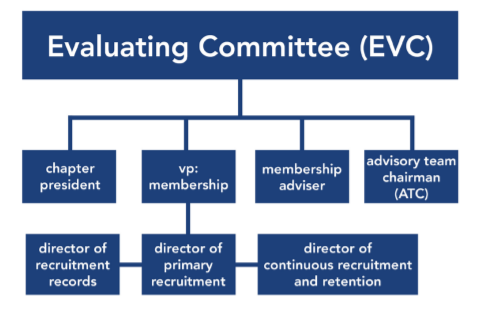 Evaluating Committee (EVC)
chapter
president
vp:
membership
membership
adviser
advisory team
chairman
(ATC)
director of
recruitment
records
director of
primary
recruitment
director of
continuous recruitment
and retention